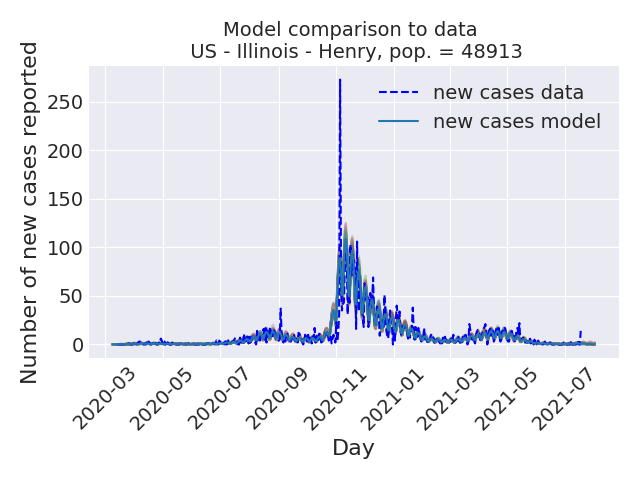 Model comparison to data
US - Illinois - Henry, pop. = 48913
Number of new cases reported
250
200
150
100
50
0
new cases data
new cases model
2020-03
2020-05
2020-07
2020-09
2020-11
2021-01
2021-03
2021-05
2021-07
Day